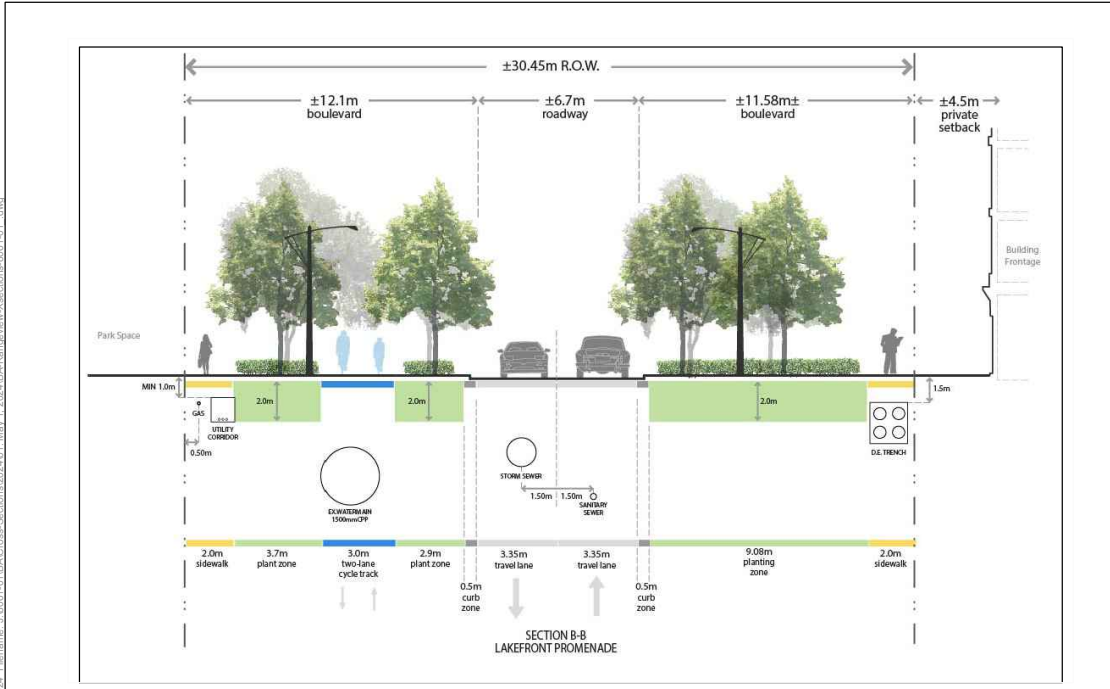 ±30.45m R.O.W.
±12.1m
boulevard
±6.7m
roadway
±11.58m±
boulevard
±4.5m
private
setback
Building
Frontage
Park Space
MIN 1.0m
GAS
UTILITY
CORRIDOR
0.50m
2.0m
2.0m
2.0m
1.5m
D.E. TRENCH
EX.WATERMAIN
1500mmCPP
STORM SEWER
1.50m
1.50m
SANITARY
SEWER
2.0m
sidewalk
3.7m
plant zone
3.0m
two-lane
cycle track
2.9m
plant zone
0.5m
curb
zone
3.35m
travel lane
3.35m
travel lane
0.5m
curb
zone
9.08m
planting
zone
2.0m
sidewalk
SECTION B-B
LAKEFRONT PROMENADE